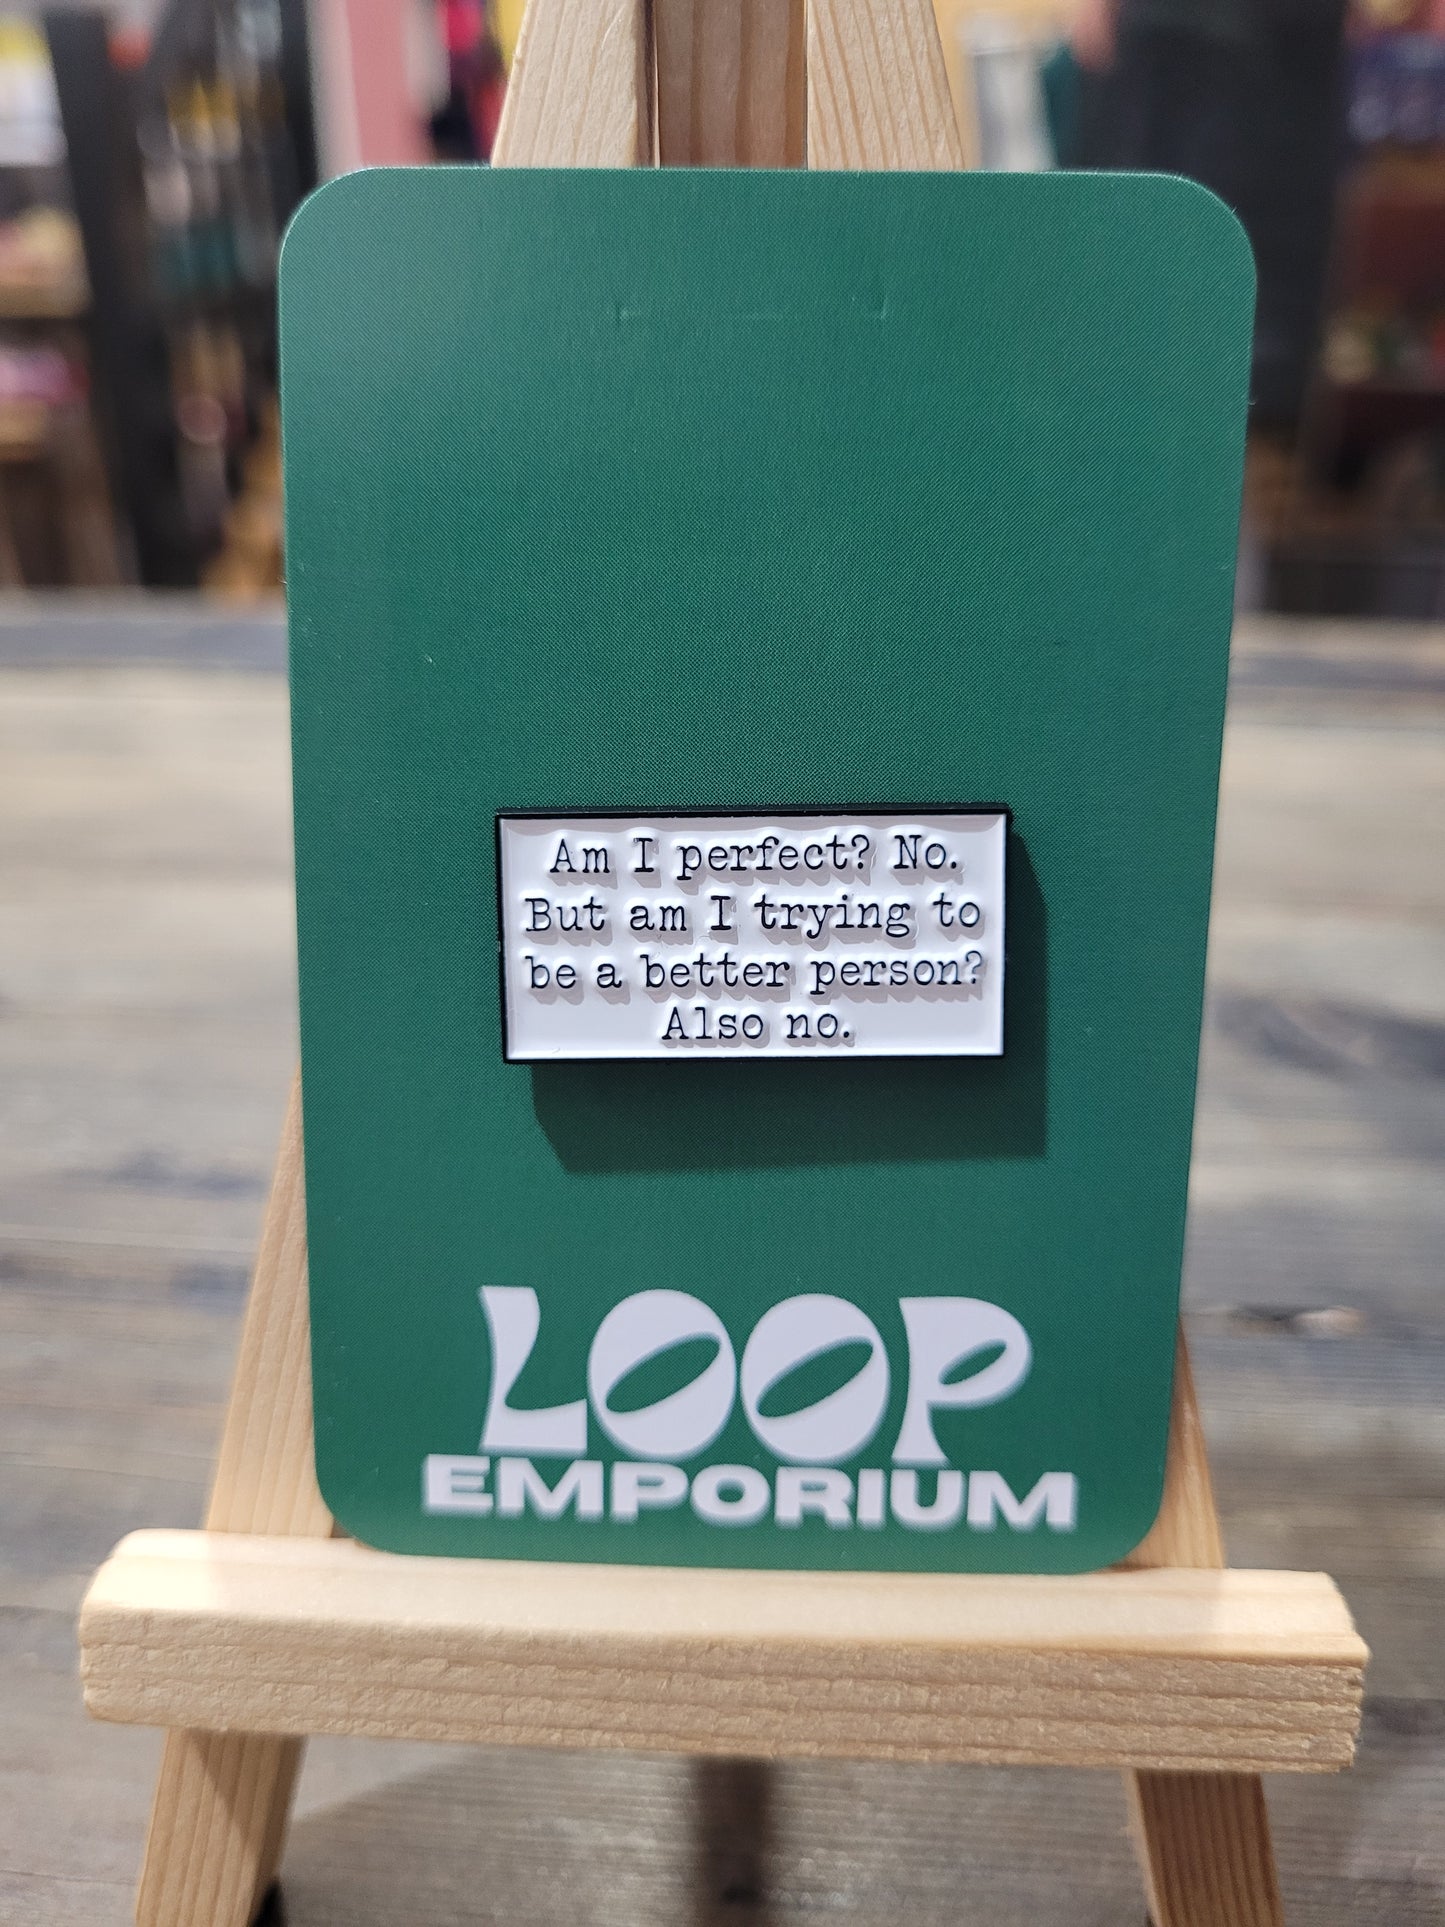 Am I perfect? No.
But am I trying to
be a better person?
Also no.
LOOP
EMPORIUM